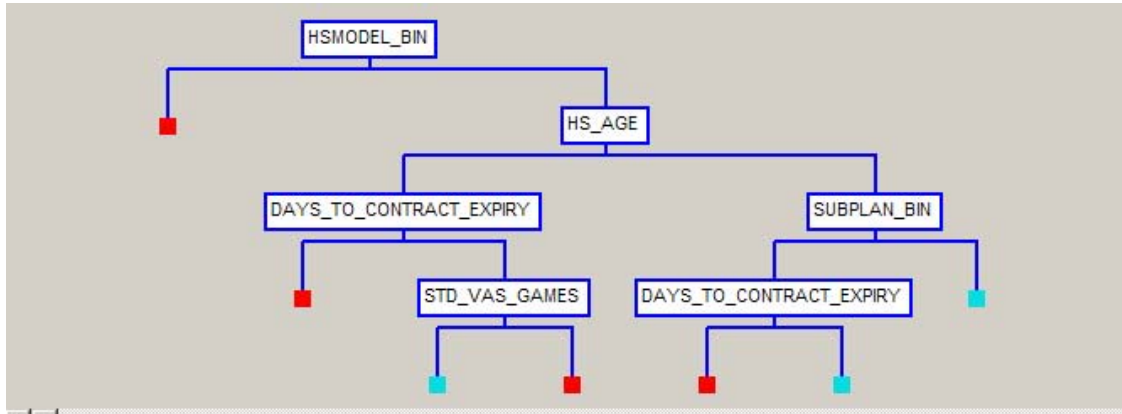 HSMODEL_BIN
HS_AGE
DAYS_TO_CONTRACT_EXPIRY
SUBPLAN_BIN
STD_VAS_GAMES
DAYS_TO_CONTRACT_EXPIRY